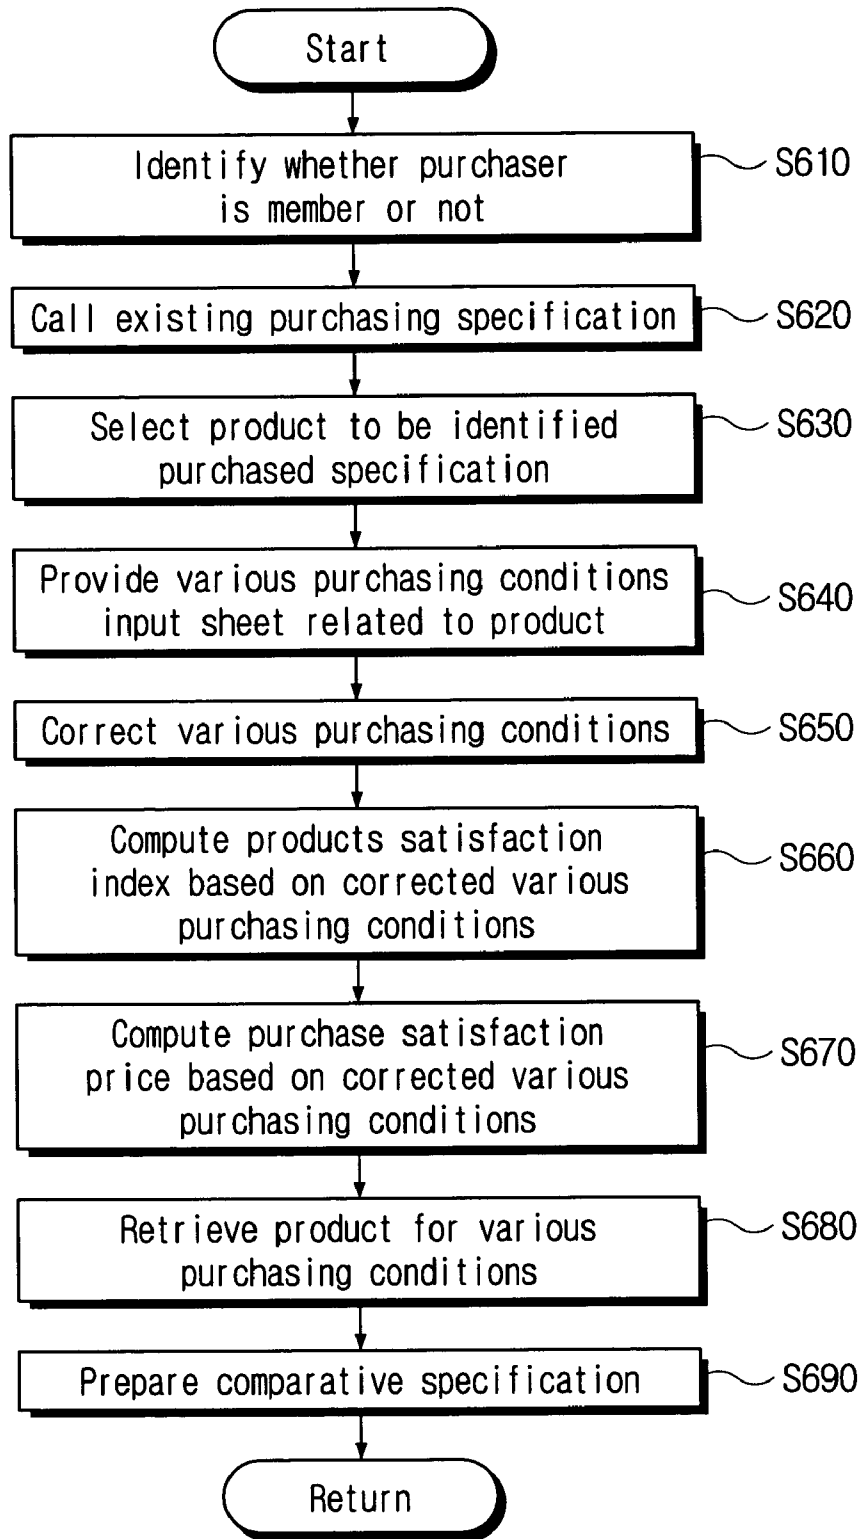 Start
Identify whether purchaser
is member or not
S610
Call existing purchasing specification
S620
Select product to be identified
purchased specification
S630
Provide various purchasing conditions
input sheet related to product
S640
Correct various purchasing conditions
S650
Compute products satisfaction
index based on corrected various
purchasing conditions
S660
Compute purchase satisfaction
price based on corrected various
purchasing conditions
S670
Retrieve product for various
purchasing conditions
S680
Prepare comparative specification
S690
Return